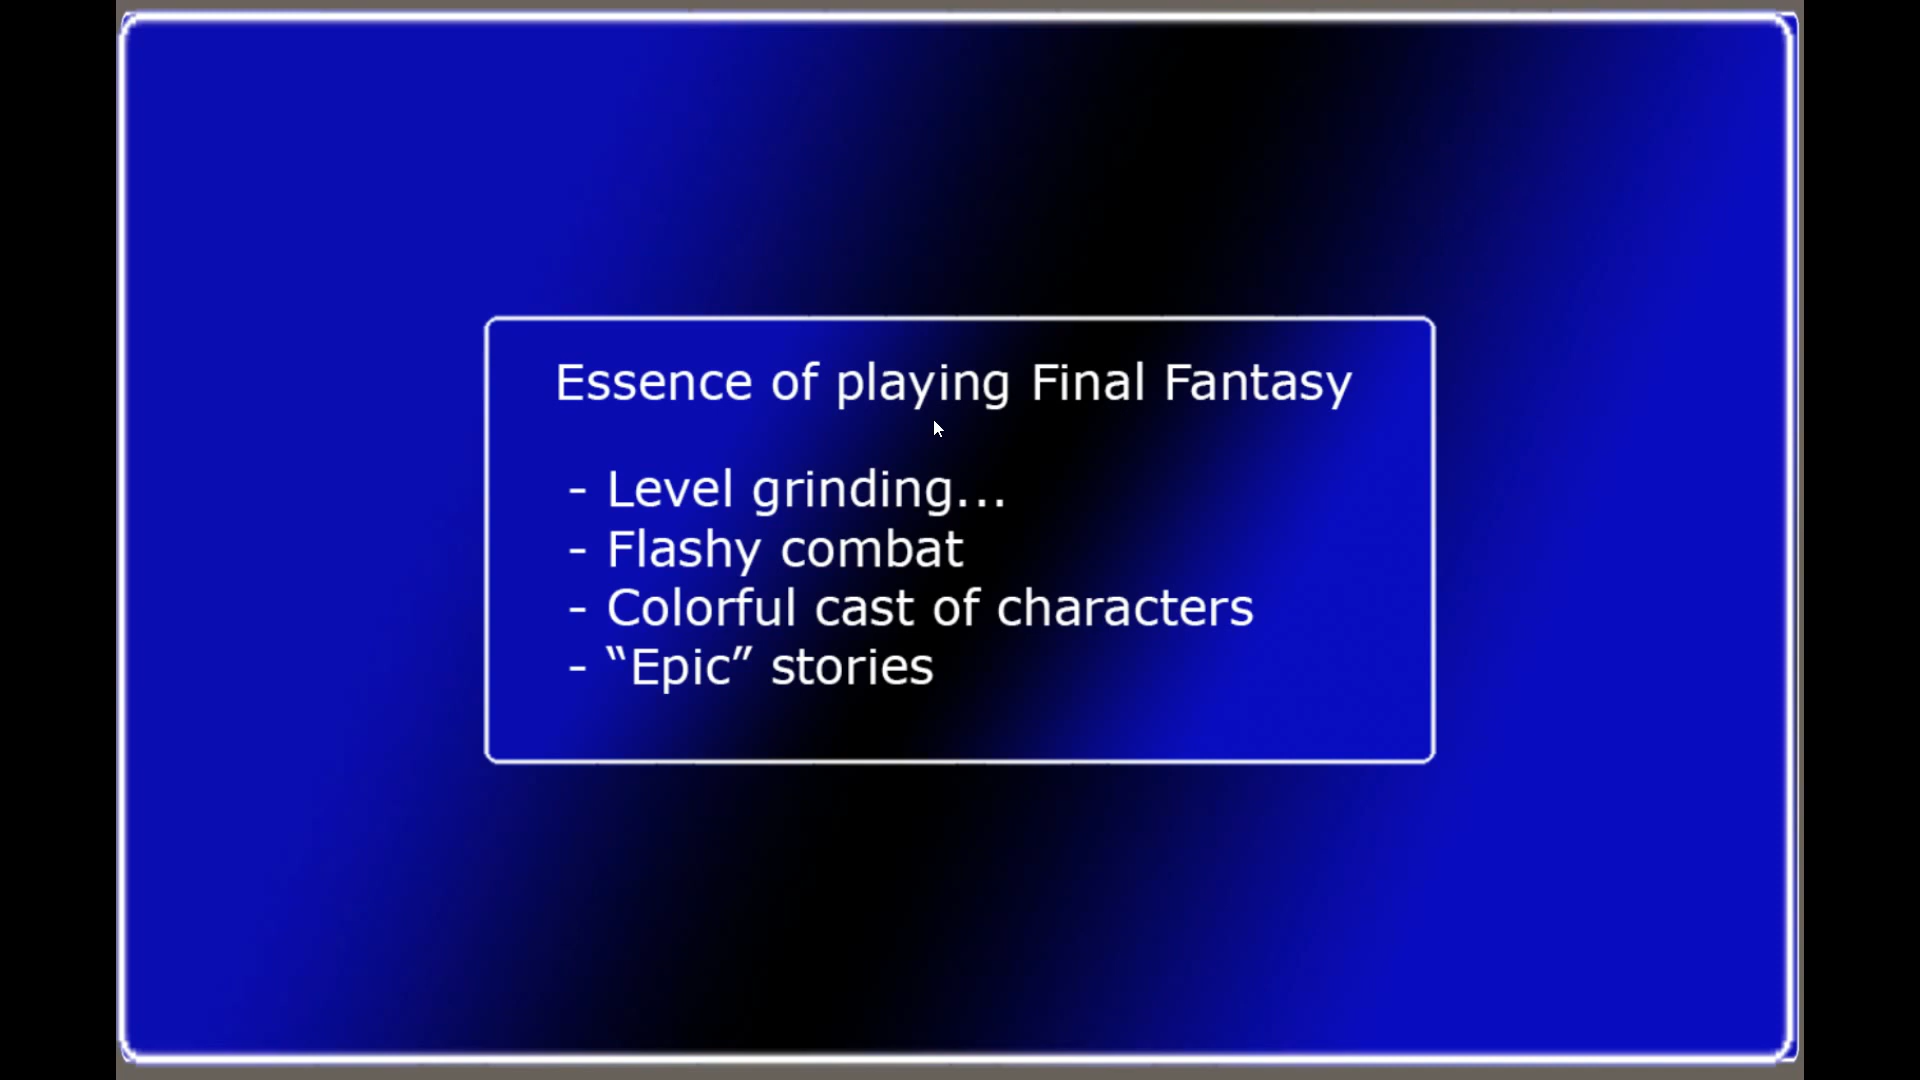 Essence of playing Final Fantasy
- Level grinding...
- Flashy combat
- Colorful cast of characters
- “Epic” stories